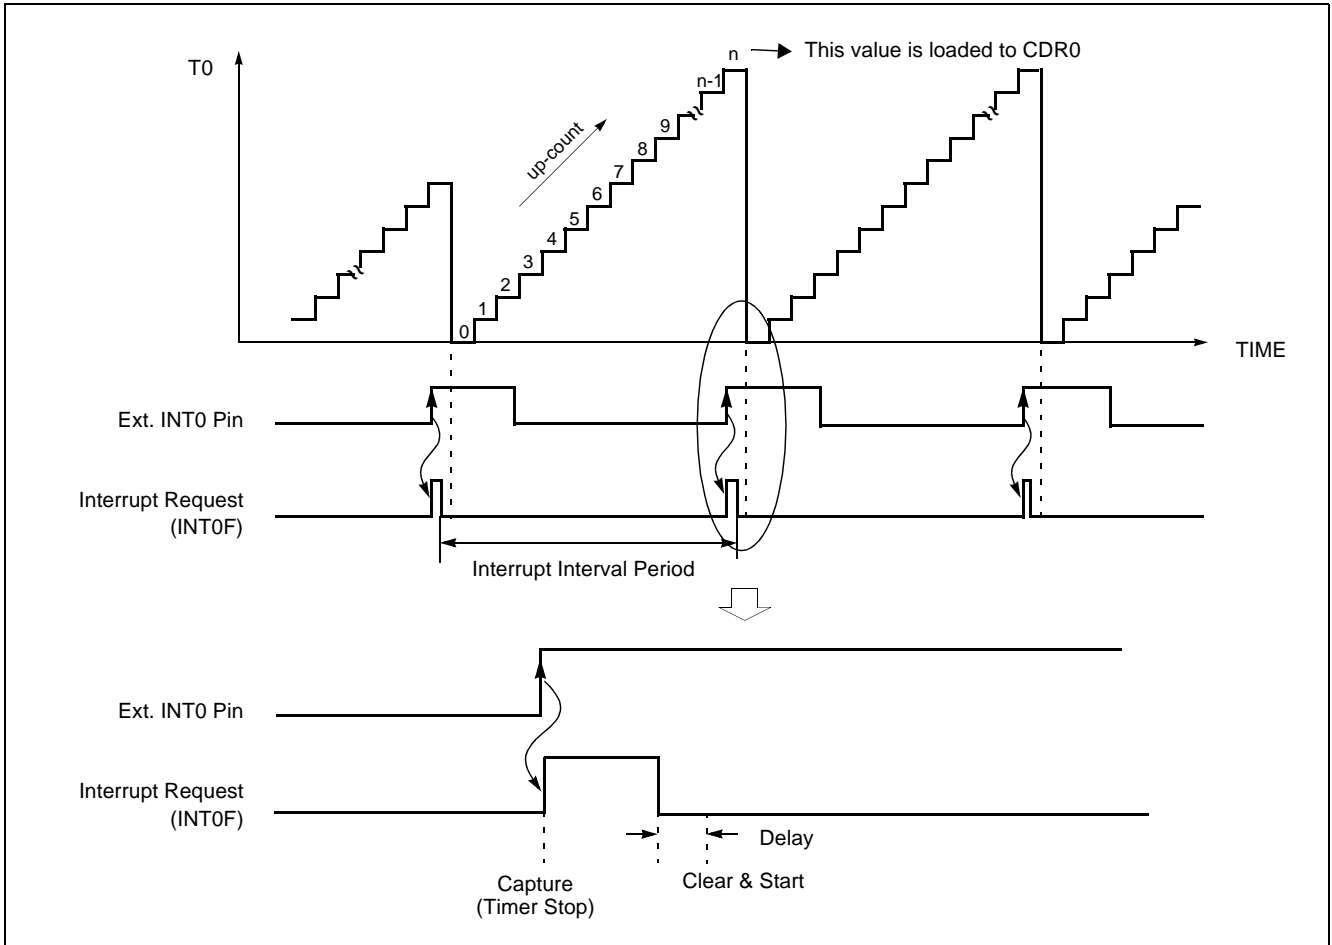 n
This value is loaded to CDR0
T0
n-1
9
8
7
6
5
4
3
2
1
0
up-count
TIME
Ext. INT0 Pin
Interrupt Request
(INT0F)
Interrupt Interval Period
Ext. INT0 Pin
Interrupt Request
(INT0F)
Delay
Capture
(Timer Stop)
Clear & Start